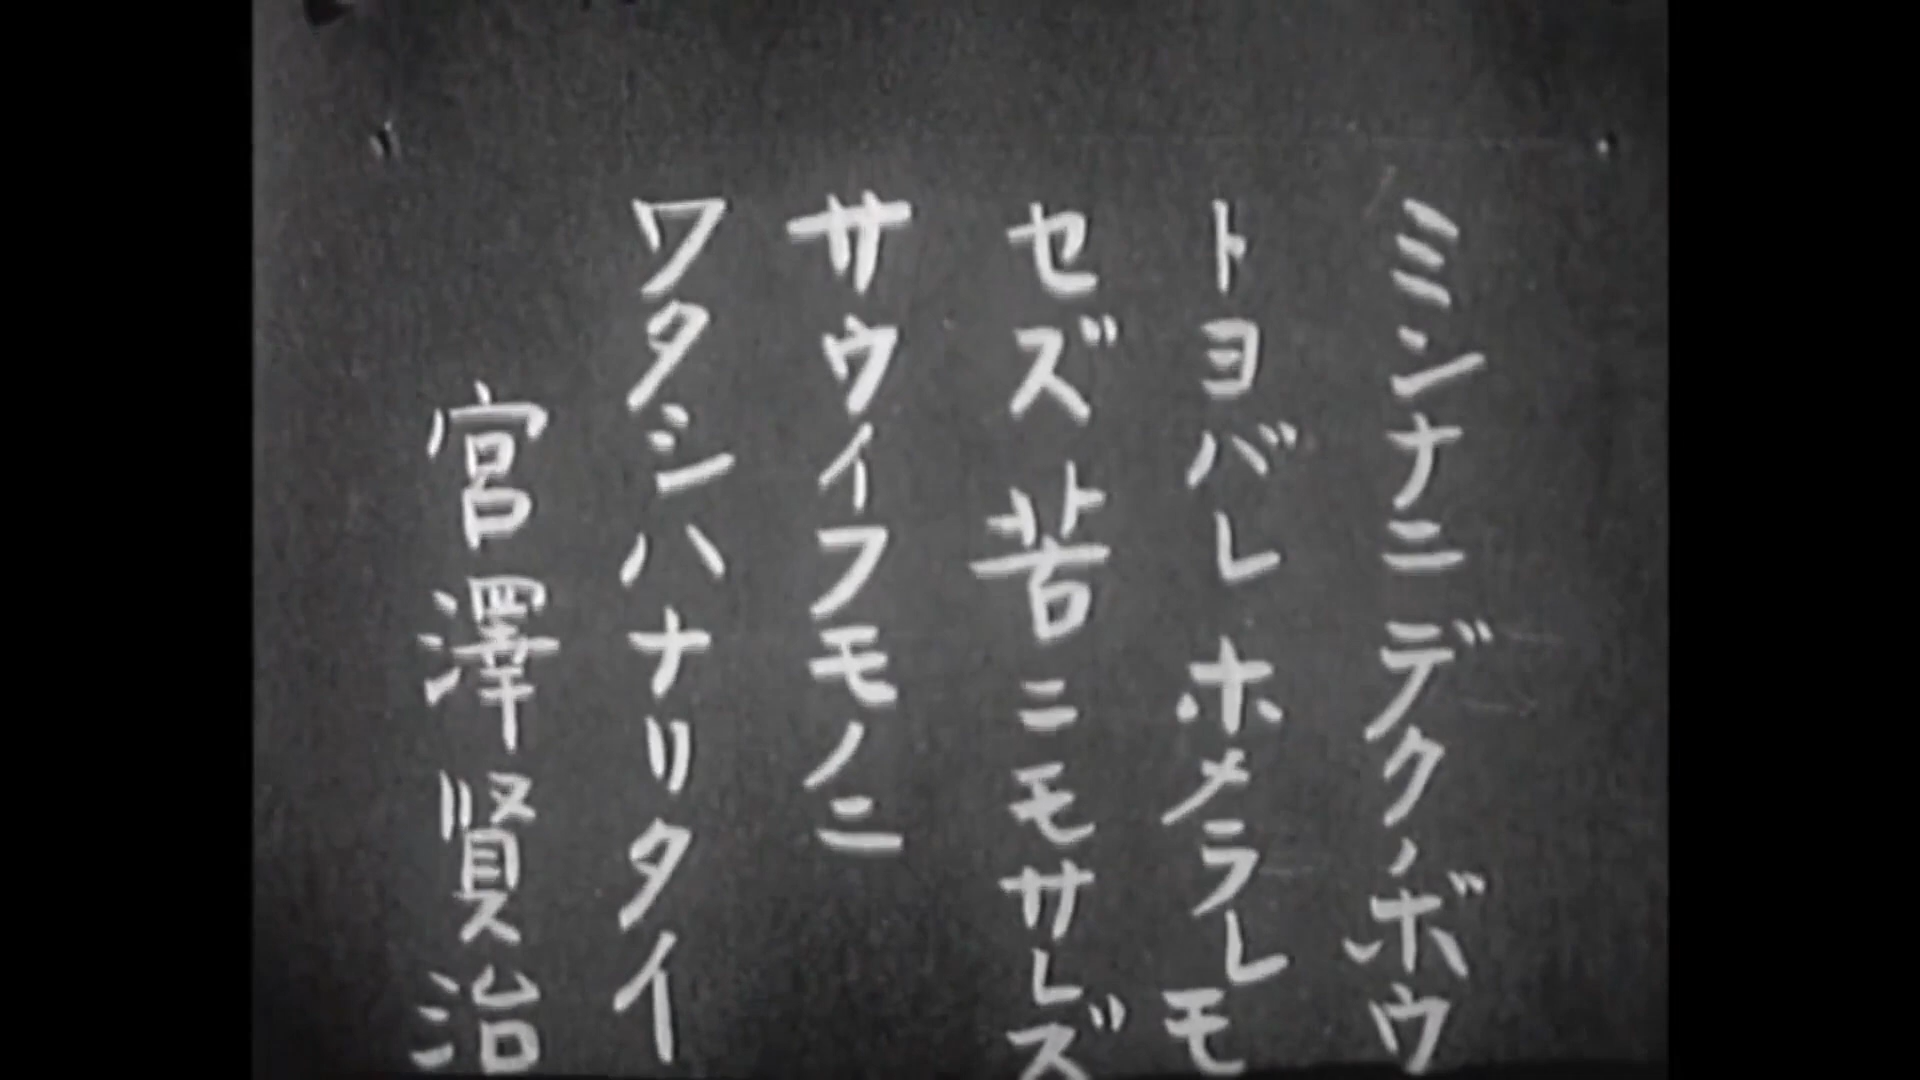 ミンナニデクノボウ
トヨバレホメラレモ
セズ苦ニモサレズ
サウイフモノニ
ワタシハナリタイ
宮澤賢治